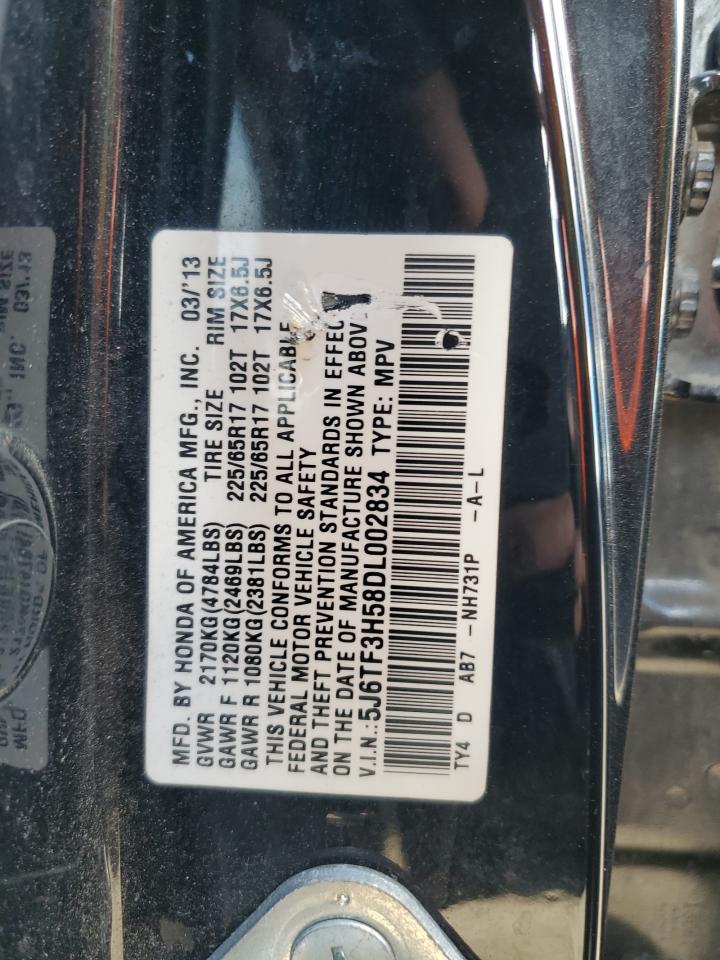 MFD. BY HONDA OF AMERICA MFG., INC. 03/'13
GVWR 2170KG(4784LBS) TIRE SIZE RIM SIZE
GAWR F 1120KG(2469LBS) 225/65R17 102T 17X6.5J
GAWR R 1080KG(2381LBS) 225/65R17 102T 17X6.5J
THIS VEHICLE CONFORMS TO ALL APPLICABLE
FEDERAL MOTOR VEHICLE SAFETY
AND THEFT PREVENTION STANDARDS IN EFFEC
ON THE DATE OF MANUFACTURE SHOWN ABOV
V.I.N.:5J6TF3H58DL002834 TYPE: MPV
TY4 D AB7 -NH731P -A-L